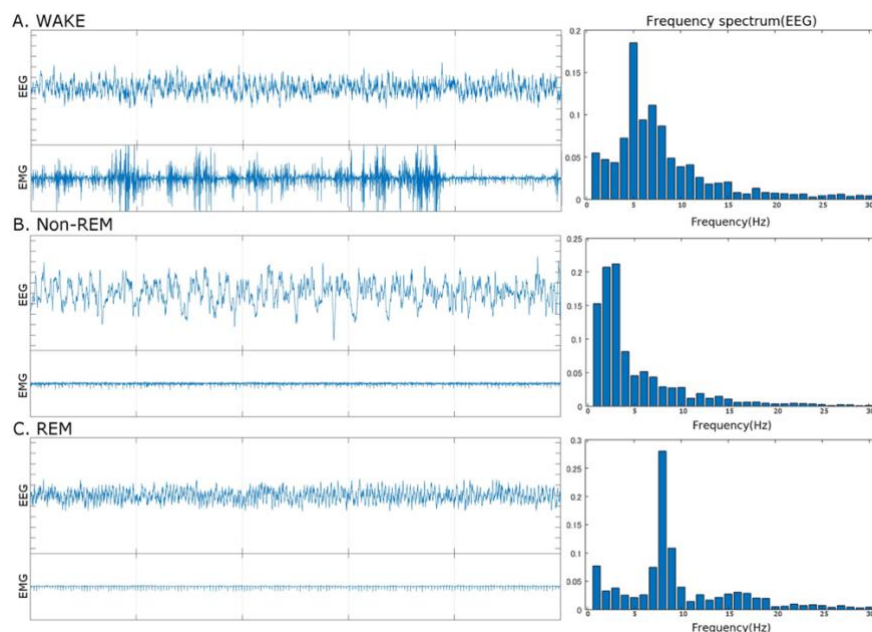 A. WAKE
Frequency spectrum(EEG)
EEG
EMG
0.2
0.15
0.1
0.05
0
0 5 10 15 20 25 30
Frequency(Hz)
B. Non-REM
EEG
EMG
0.25
0.2
0.15
0.1
0.05
0
0 5 10 15 20 25 30
Frequency(Hz)
C. REM
EEG
EMG
0.3
0.25
0.2
0.15
0.1
0.05
0
0 5 10 15 20 25 30
Frequency(Hz)